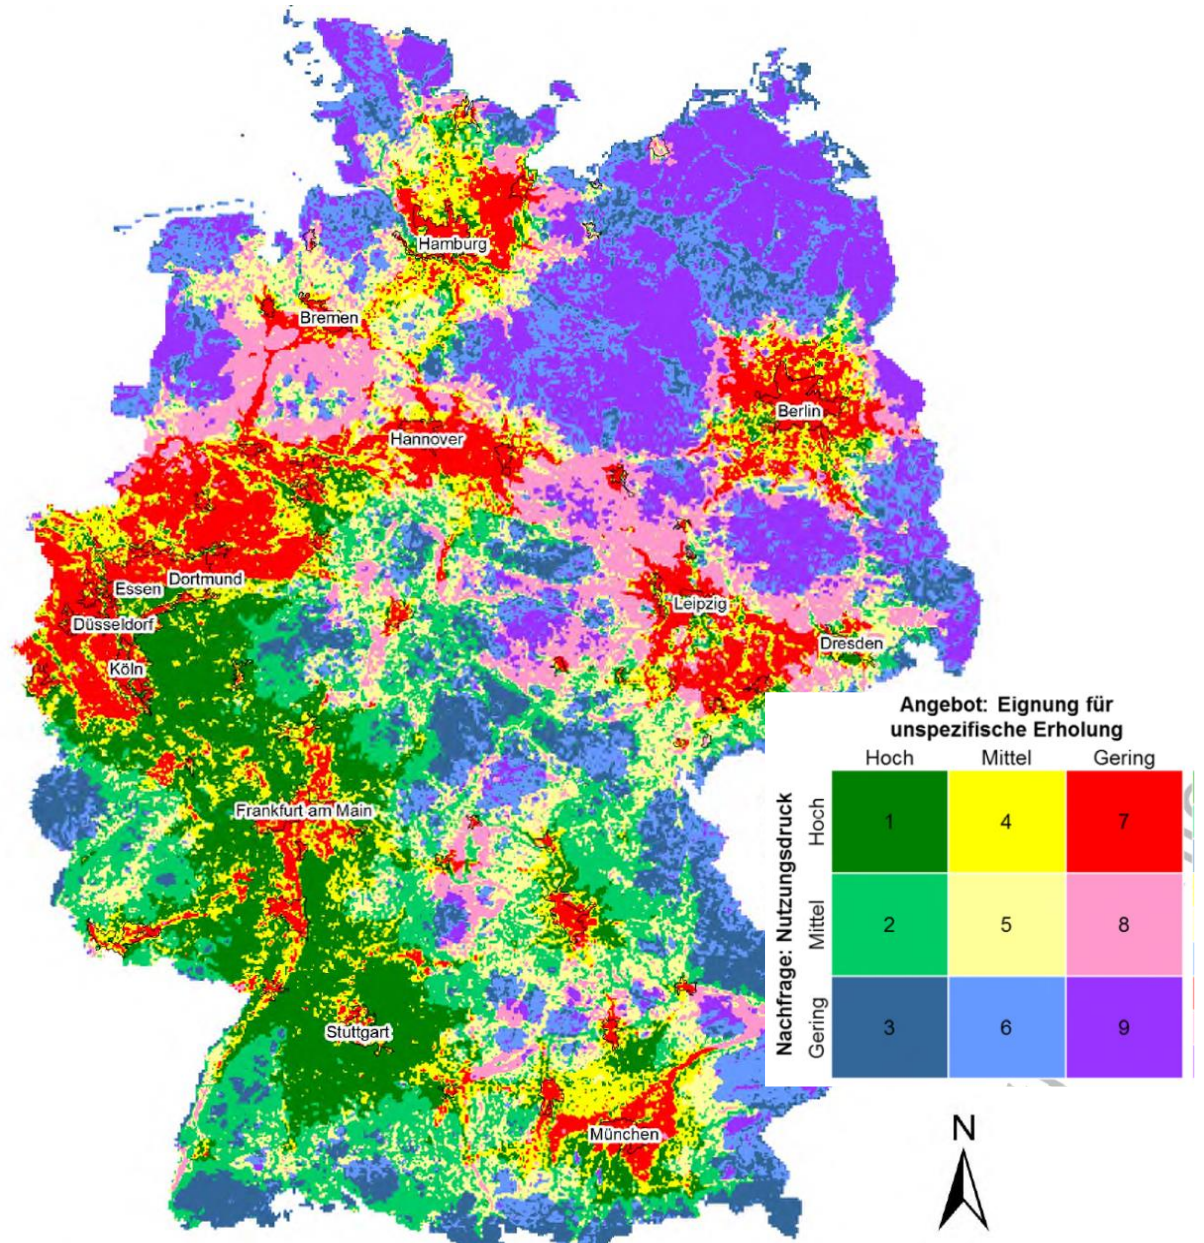 Hamburg
Bremen
Berlin
Hannover
Essen
Dortmund
Düsseldorf
Leipzig
Dresden
Köln
Frankfurt am Main
Stuttgart
München
Angebot: Eignung für
unspezifische Erholung
Hoch
Mittel
Gering
Nachfrage: Nutzungsdruck
Hoch
1
4
7
Mittel
2
5
8
Gering
3
6
9
N